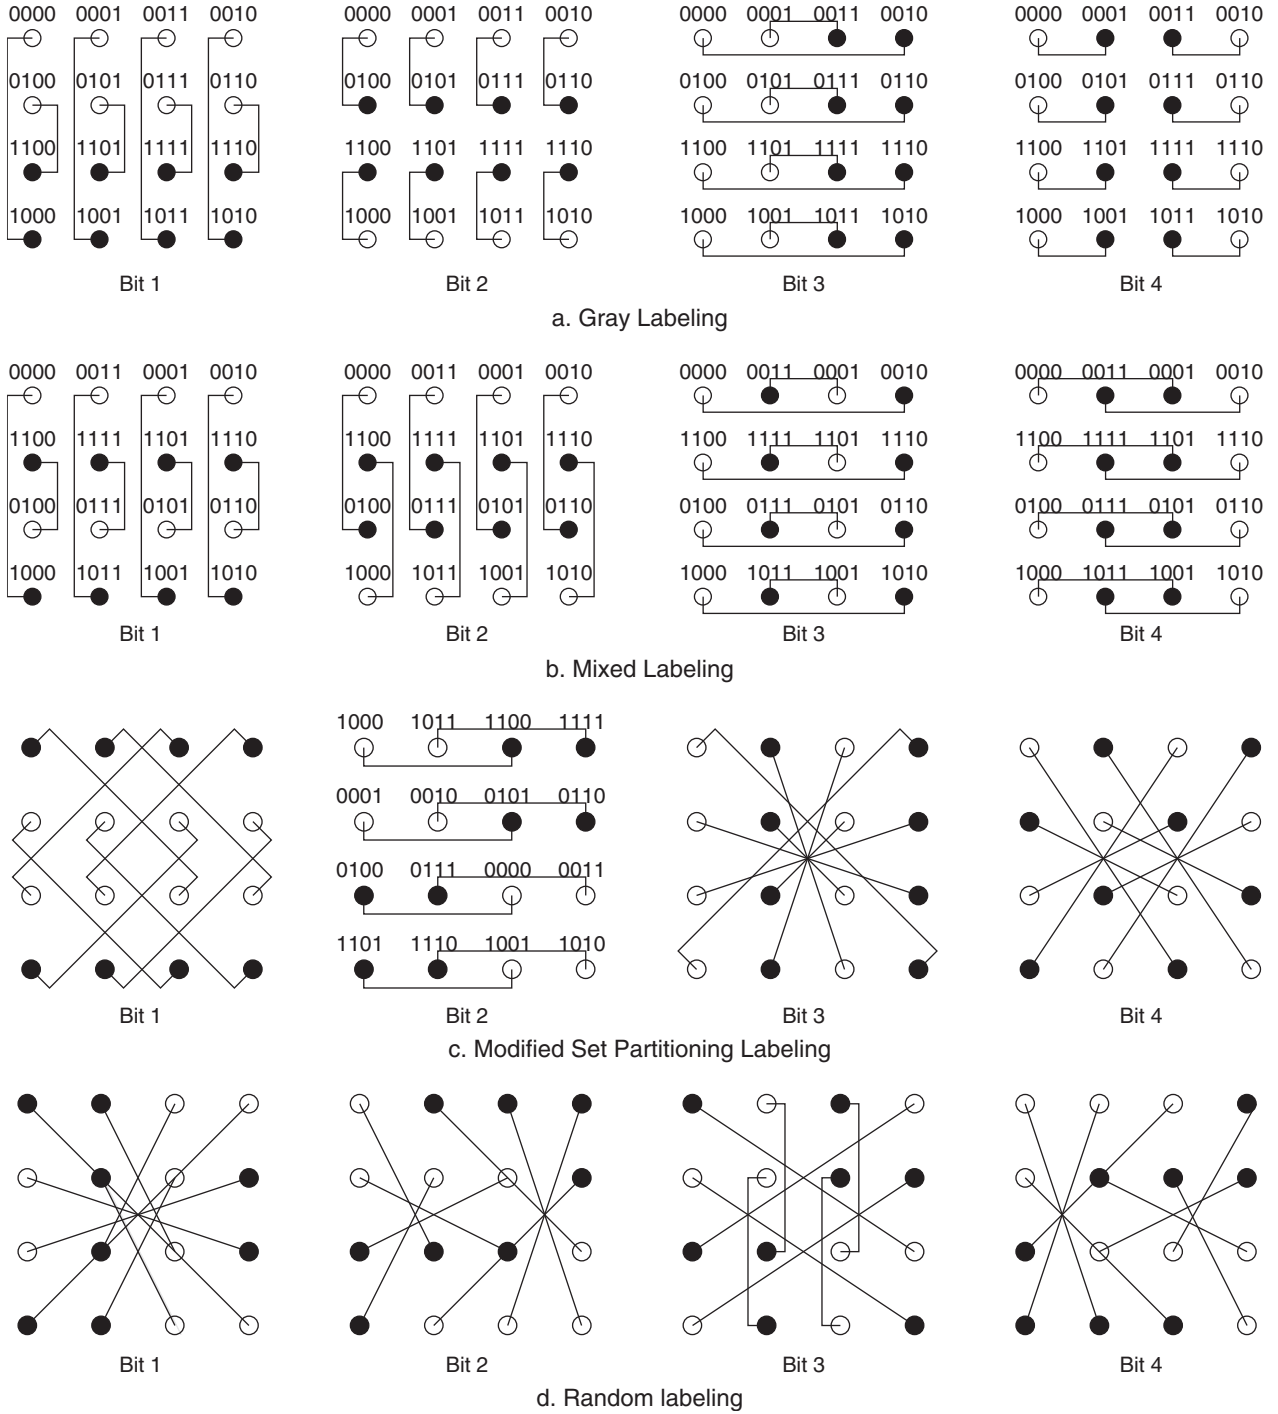 0000 0001 0011 0010 0000 0001 0011 0010 0000 0001 0011 0010 0000 0001 0011 0010
0100 0101 0111 0110 0100 0101 0111 0110 0100 0101 0111 0110 0100 0101 0111 0110
1100 1101 1111 1110 1100 1101 1111 1110 1100 1101 1111 1110 1100 1101 1111 1110
1000 1001 1011 1010 1000 1001 1011 1010 1000 1001 1011 1010 1000 1001 1011 1010
Bit 1 Bit 2 Bit 3 Bit 4
a. Gray Labeling
0000 0011 0001 0010 0000 0011 0001 0010 0000 0011 0001 0010 0000 0011 0001 0010
1100 1111 1101 1110 1100 1111 1101 1110 1100 1111 1101 1110 1100 1111 1101 1110
0100 0111 0101 0110 0100 0111 0101 0110 0100 0111 0101 0110 0100 0111 0101 0110
1000 1011 1001 1010 1000 1011 1001 1010 1000 1011 1001 1010 1000 1011 1001 1010
Bit 1 Bit 2 Bit 3 Bit 4
b. Mixed Labeling
1000 1011 1100 1111
0001 0010 0101 0110
0100 0111 0000 0011
1101 1110 1001 1010
Bit 1 Bit 2 Bit 3 Bit 4
c. Modified Set Partitioning Labeling
Bit 1 Bit 2 Bit 3 Bit 4
d. Random labeling